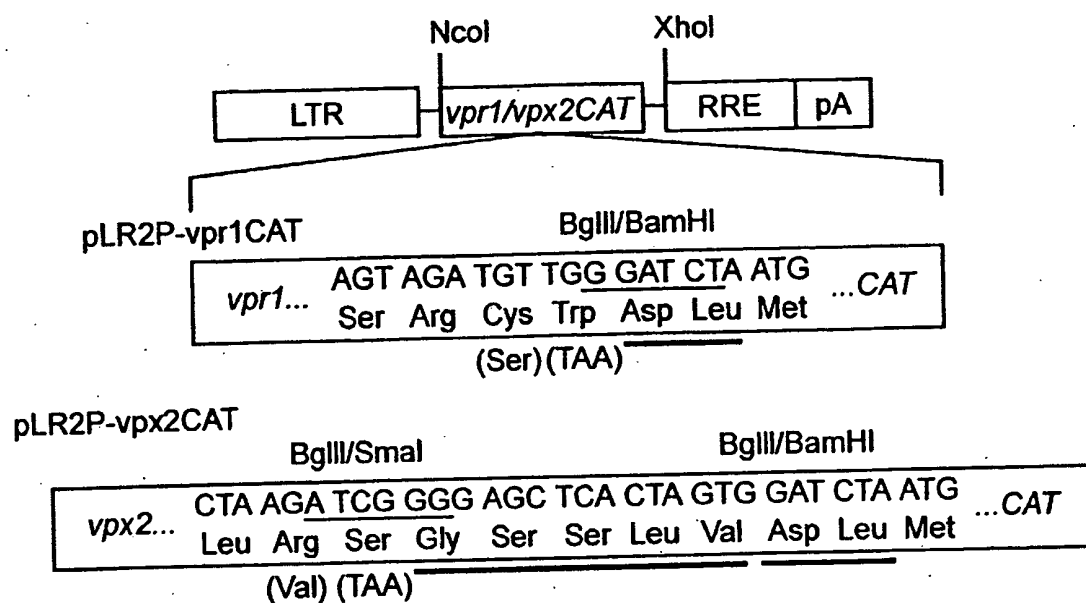 NcoI XhoI
LTR vpr1/vpx2CAT RRE pA
pLR2P-vpr1CAT
BglII/BamHI
vpr1... AGT AGA TGT TGG GAT CTA ATG ...CAT
Ser Arg Cys Trp Asp Leu Met
(Ser) (TAA)
pLR2P-vpx2CAT
BglII/SmaI BglII/BamHI
vpx2... CTA AGA TCG GGG AGC TCA CTA GTG GAT CTA ATG ...CAT
Leu Arg Ser Gly Ser Ser Leu Val Asp Leu Met
(Val) (TAA)